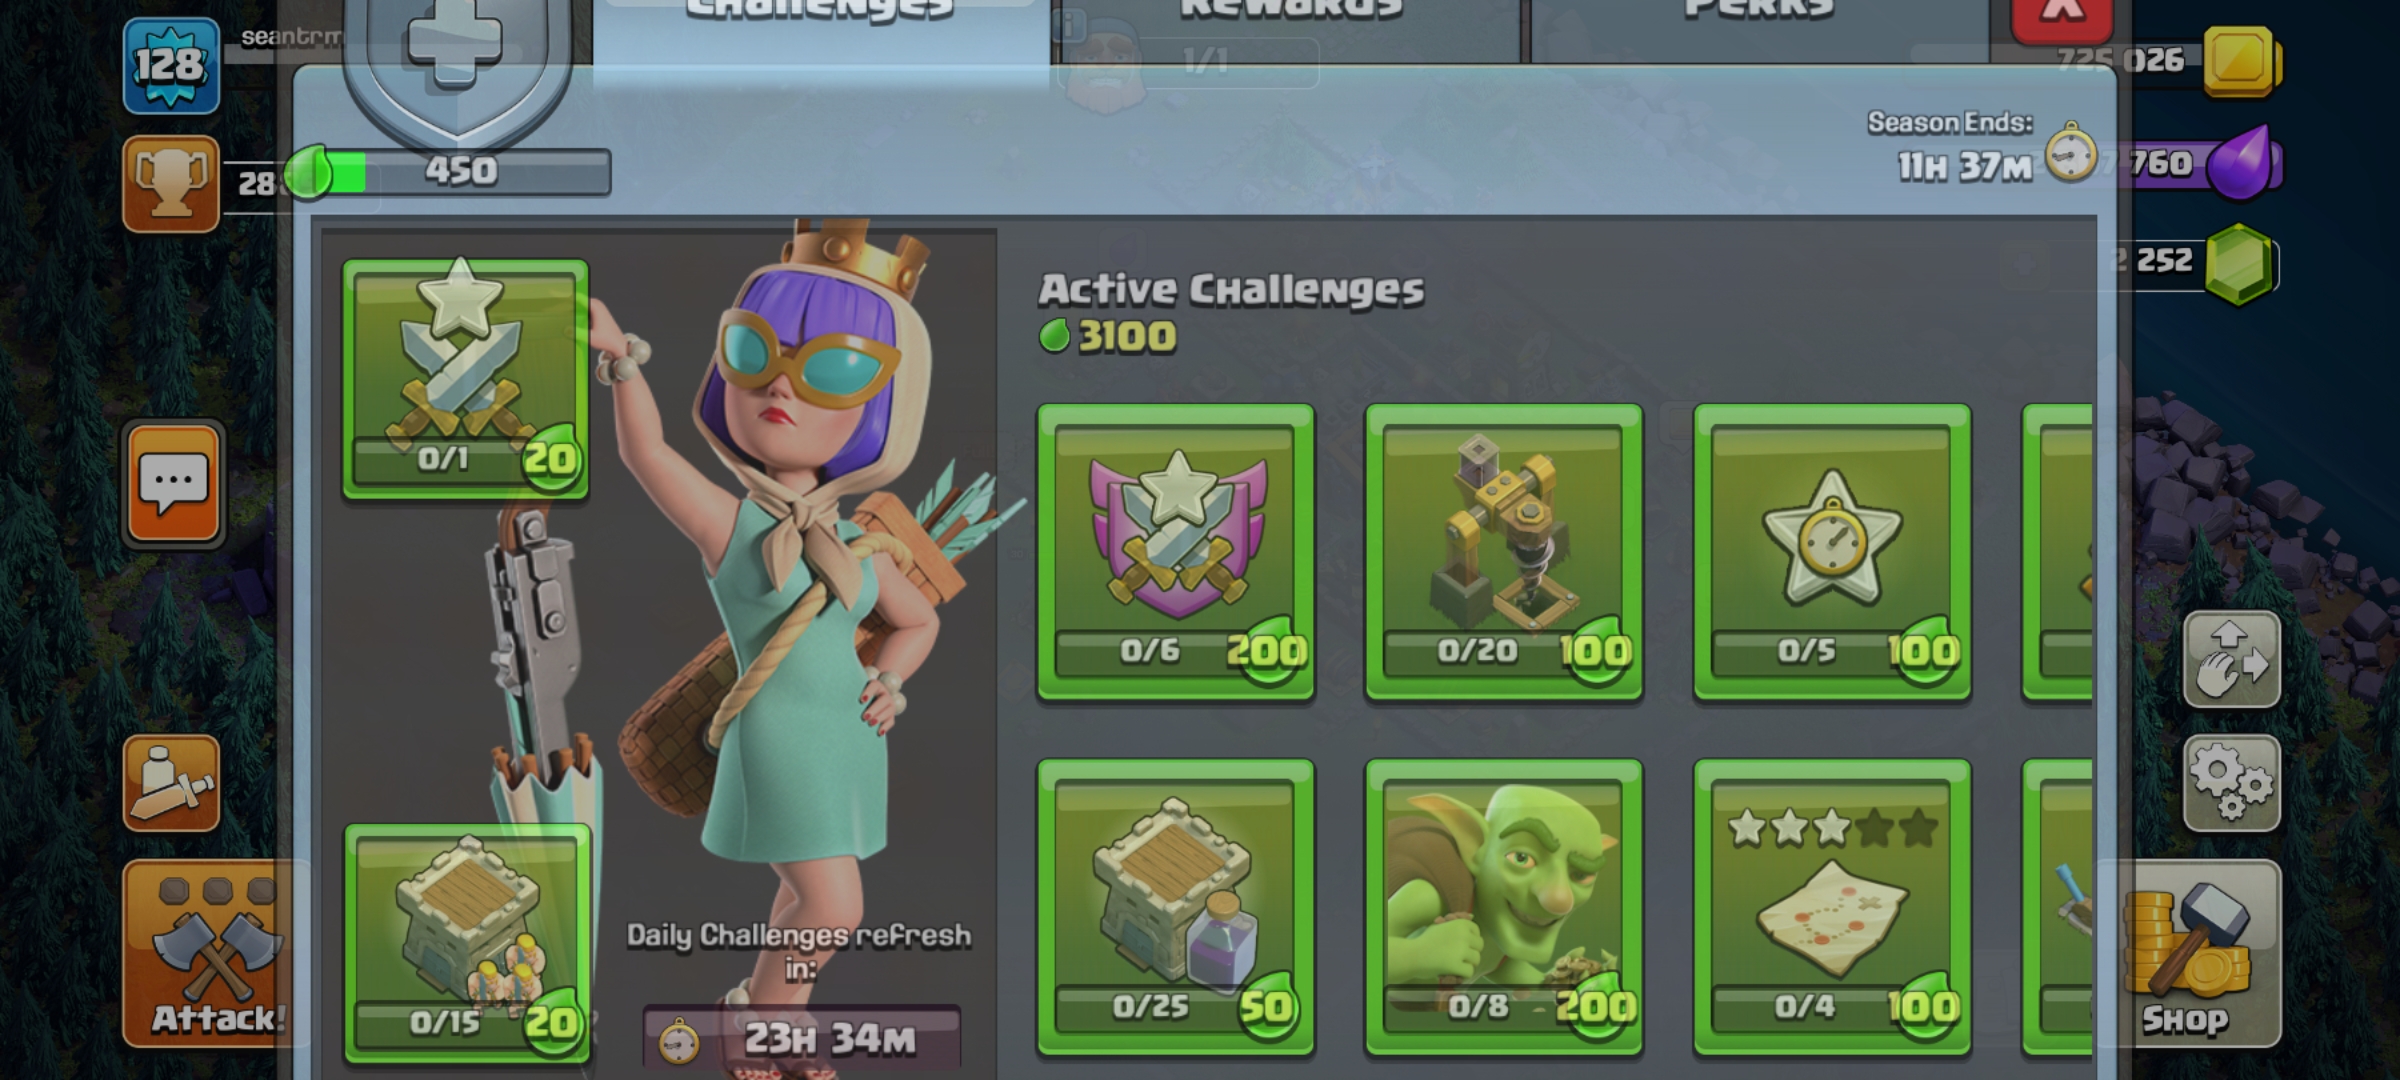 Challenges
Rewards
Perks
X
128
seantrm
1/1
725 026
28
450
Season Ends:
11H 37M
760
2 252
Active Challenges
3100
0/1
20
0/6
200
0/20
100
0/5
100
0/25
50
0/8
200
0/4
100
Daily Challenges refresh
in:
23H 34M
0/15
20
Attack!
Shop